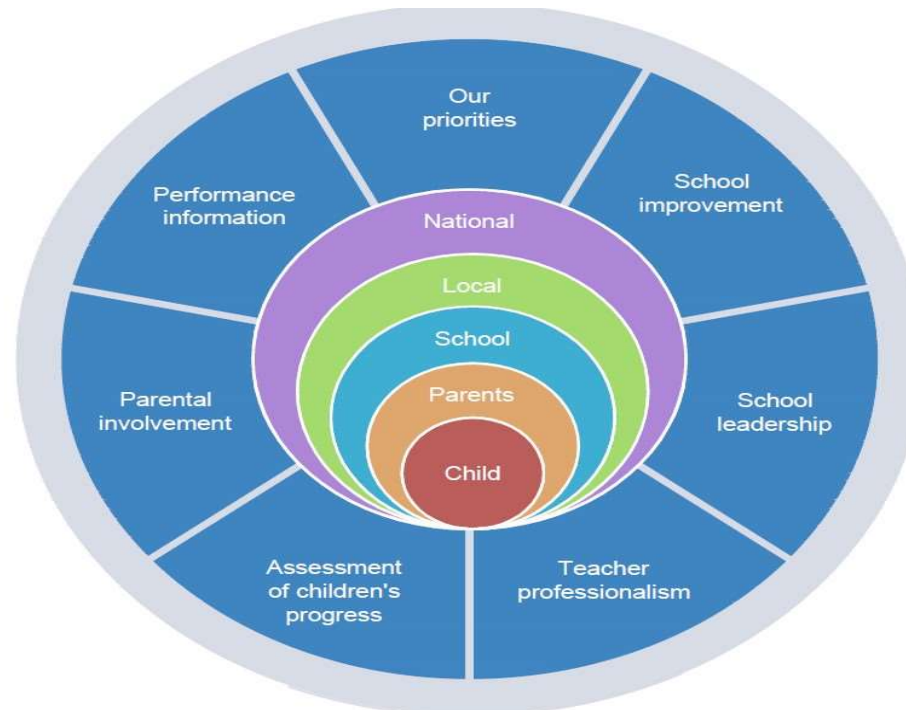 Our
priorities
School
improvement
School
leadership
Teacher
professionalism
Assessment
of children's
progress
Parental
involvement
Performance
information
National
Local
School
Parents
Child